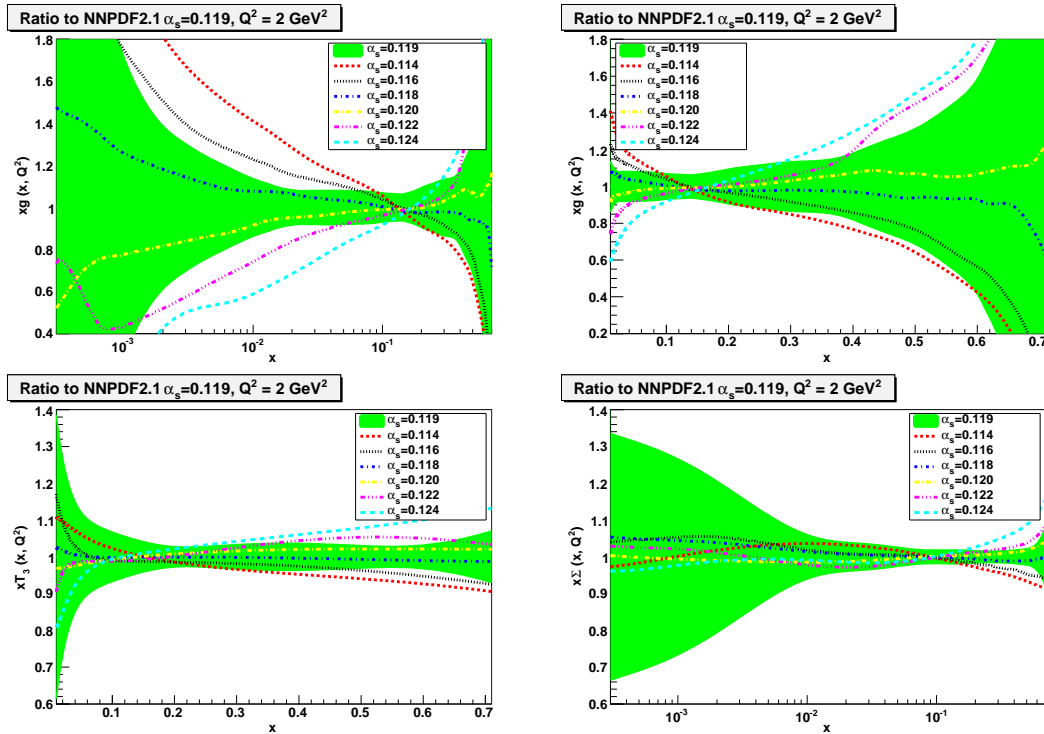 Ratio to NNPDF2.1 αₛ=0.119, Q² = 2 GeV²
xg (x, Q²)
1.8
1.6
1.4
1.2
1
0.8
0.6
0.4
αₛ=0.119
αₛ=0.114
αₛ=0.116
αₛ=0.118
αₛ=0.120
αₛ=0.122
αₛ=0.124
10⁻³
10⁻²
10⁻¹
x
Ratio to NNPDF2.1 αₛ=0.119, Q² = 2 GeV²
xg (x, Q²)
1.8
1.6
1.4
1.2
1
0.8
0.6
0.4
0.2
αₛ=0.119
αₛ=0.114
αₛ=0.116
αₛ=0.118
αₛ=0.120
αₛ=0.122
αₛ=0.124
0.1 0.2 0.3 0.4 0.5 0.6 0.7
x
Ratio to NNPDF2.1 αₛ=0.119, Q² = 2 GeV²
xT₃ (x, Q²)
1.4
1.3
1.2
1.1
1
0.9
0.8
0.7
0.6
αₛ=0.119
αₛ=0.114
αₛ=0.116
αₛ=0.118
αₛ=0.120
αₛ=0.122
αₛ=0.124
0.1 0.2 0.3 0.4 0.5 0.6 0.7
x
Ratio to NNPDF2.1 αₛ=0.119, Q² = 2 GeV²
xΣ (x, Q²)
1.4
1.3
1.2
1.1
1
0.9
0.8
0.7
0.6
αₛ=0.119
αₛ=0.114
αₛ=0.116
αₛ=0.118
αₛ=0.120
αₛ=0.122
αₛ=0.124
10⁻³
10⁻²
10⁻¹
x